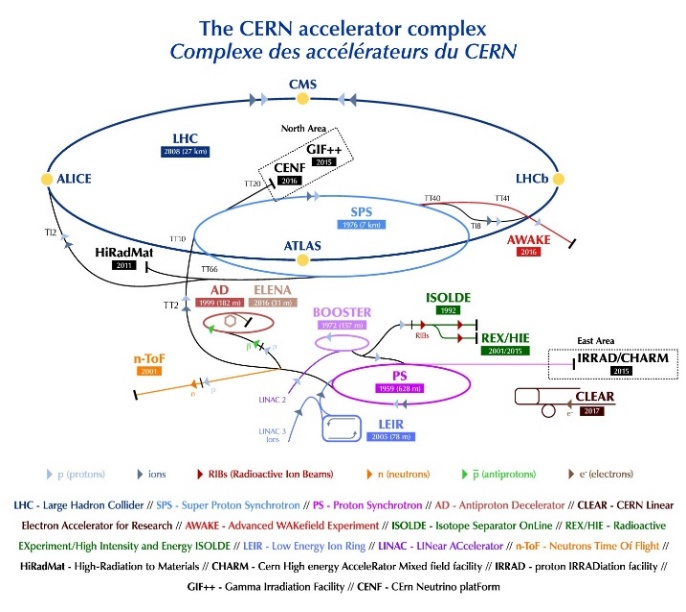 The CERN accelerator complex
Complexe des accélérateurs du CERN
CMS
North Area
LHC
2008 (27 km)
GIF++
2015
CENF
2016
TT20
ALICE
LHCb
TT40
TT41
SPS
1976 (7 km)
TI2
TI8
TT10
ATLAS
AWAKE
2016
HiRadMat
2011
TT66
AD
1999 (182 m)
ELENA
2016 (31 m)
TT2
BOOSTER
1972 (157 m)
ISOLDE
1992
RIBs
REX/HIE
2001/2015
East Area
IRRAD/CHARM
2015
p̅
p
n-ToF
2001
n
p
PS
1959 (628 m)
LINAC 2
CLEAR
2017
e⁻
LINAC 3
Ions
LEIR
2005 (78 m)
p (protons)
ions
RIBs (Radioactive Ion Beams)
n (neutrons)
p̅ (antiprotons)
e⁻ (electrons)
LHC - Large Hadron Collider // SPS - Super Proton Synchrotron // PS - Proton Synchrotron // AD - Antiproton Decelerator // CLEAR - CERN Linear
Electron Accelerator for Research // AWAKE - Advanced WAKefield Experiment // ISOLDE - Isotope Separator OnLine // REX/HIE - Radioactive
EXperiment/High Intensity and Energy ISOLDE // LEIR - Low Energy Ion Ring // LINAC - LINear ACcelerator // n-ToF - Neutrons Time Of Flight //
HiRadMat - High-Radiation to Materials // CHARM - Cern High energy AcceleRator Mixed field facility // IRRAD - proton IRRADiation facility //
GIF++ - Gamma Irradiation Facility // CENF - CErn Neutrino platForm